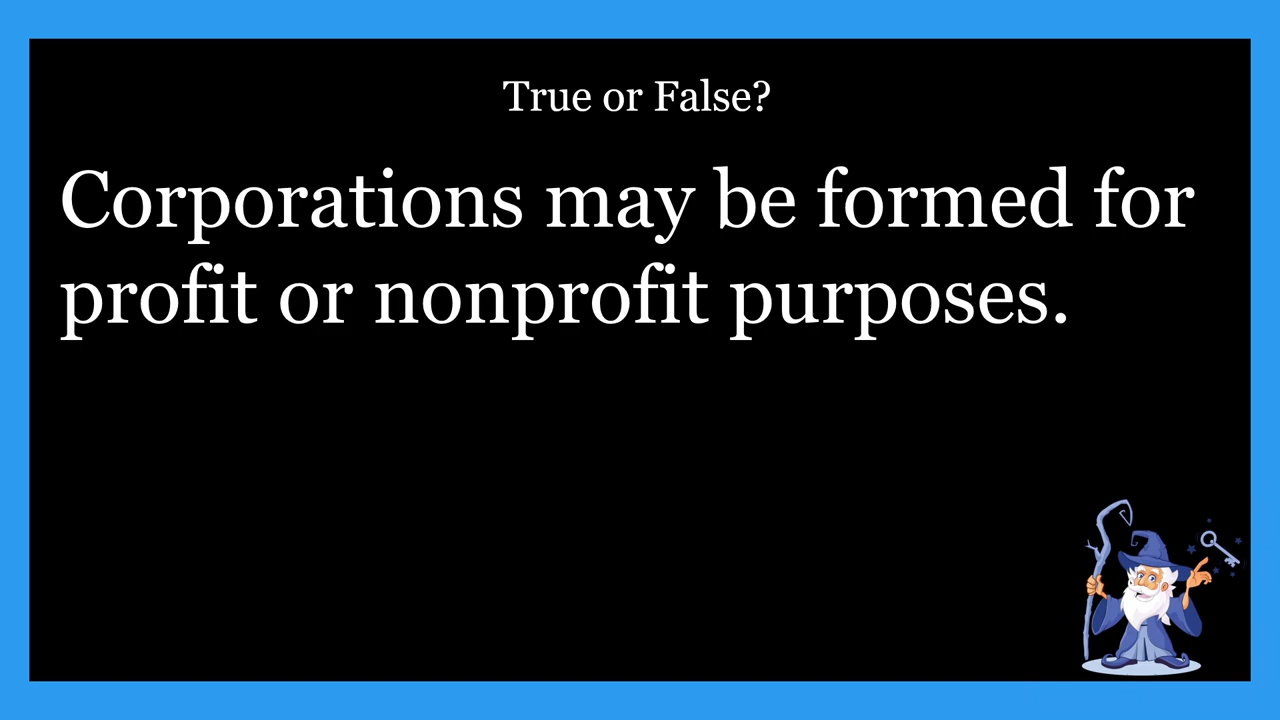 True or False?
Corporations may be formed for
profit or nonprofit purposes.